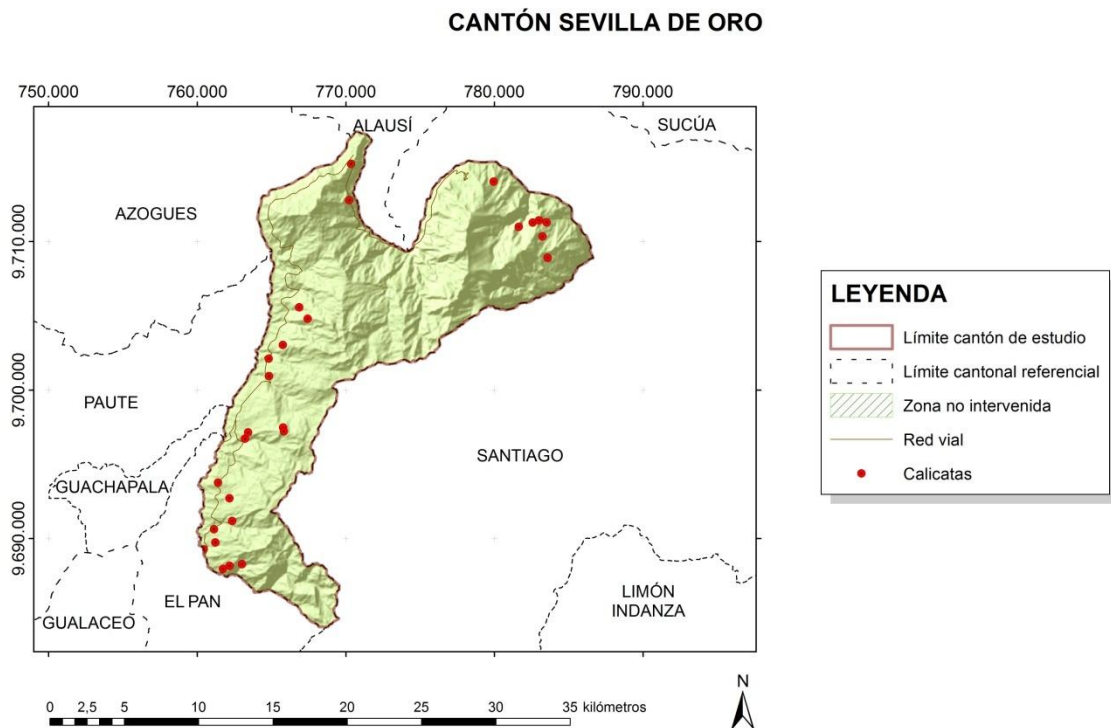 CANTÓN SEVILLA DE ORO
750.000 760.000 770.000 780.000 790.000
ALAUSÍ
SUCÚA
AZOGUES
9.710.000
PAUTE
9.700.000
GUACHAPALA
SANTIAGO
9.690.000
EL PAN
GUALACEO
LIMÓN
INDANZA
LEYENDA
Límite cantón de estudio
Límite cantonal referencial
Zona no intervenida
Red vial
Calicatas
N
0 2,5 5 10 15 20 25 30 35 kilómetros